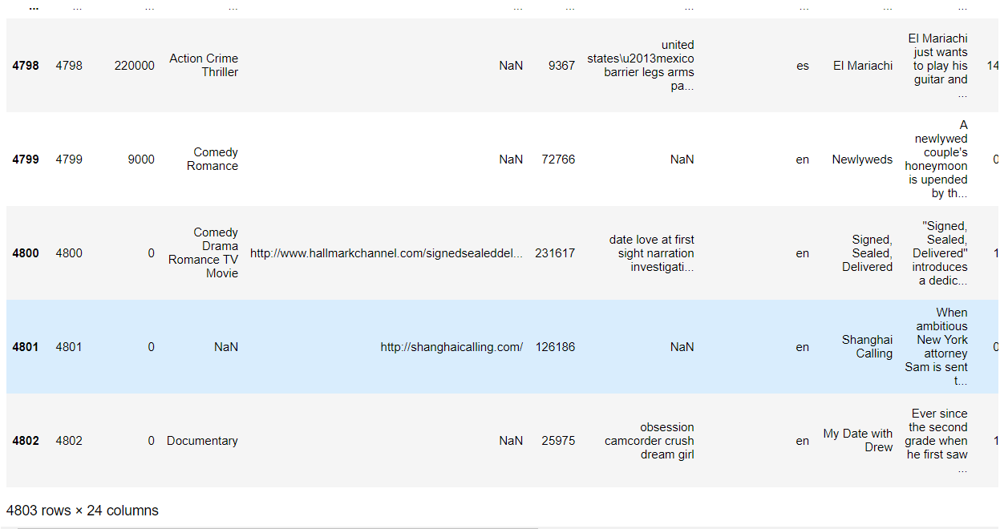 ... ... ... ... ... ... ... ... ... ...
4798 4798 220000 Action Crime Thriller NaN 9367 united states\u2013mexico barrier legs arms pa... es El Mariachi El Mariachi just wants to play his guitar and ... 14
4799 4799 9000 Comedy Romance NaN 72766 NaN en Newlyweds A newlywed couple's honeymoon is upended by th... 0
4800 4800 0 Comedy Drama Romance TV Movie http://www.hallmarkchannel.com/signedsealeddel... 231617 date love at first sight narration investigati... en Signed, Sealed, Delivered "Signed, Sealed, Delivered" introduces a dedic... 1
4801 4801 0 NaN http://shanghaicalling.com/ 126186 NaN en Shanghai Calling When ambitious New York attorney Sam is sent t... 0
4802 4802 0 Documentary NaN 25975 obsession camcorder crush dream girl en My Date with Drew Ever since the second grade when he first saw ... 1
4803 rows × 24 columns